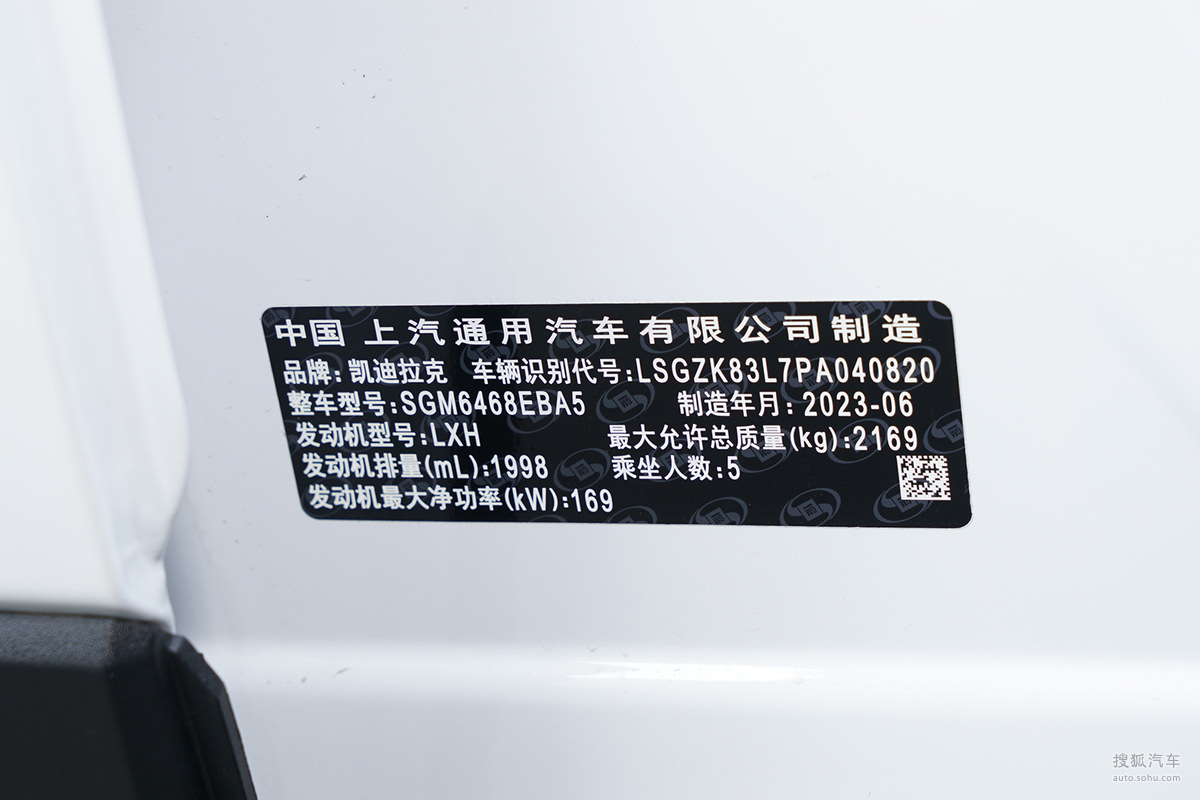 中国 上汽通用汽车有限公司制造
品牌:凯迪拉克 车辆识别代号:LSGZK83L7PA040820
整车型号:SGM6468EBA5 制造年月:2023-06
发动机型号:LXH 最大允许总质量(kg):2169
发动机排量(mL):1998 乘坐人数:5
发动机最大净功率(kW):169
搜狐汽车
auto.sohu.com